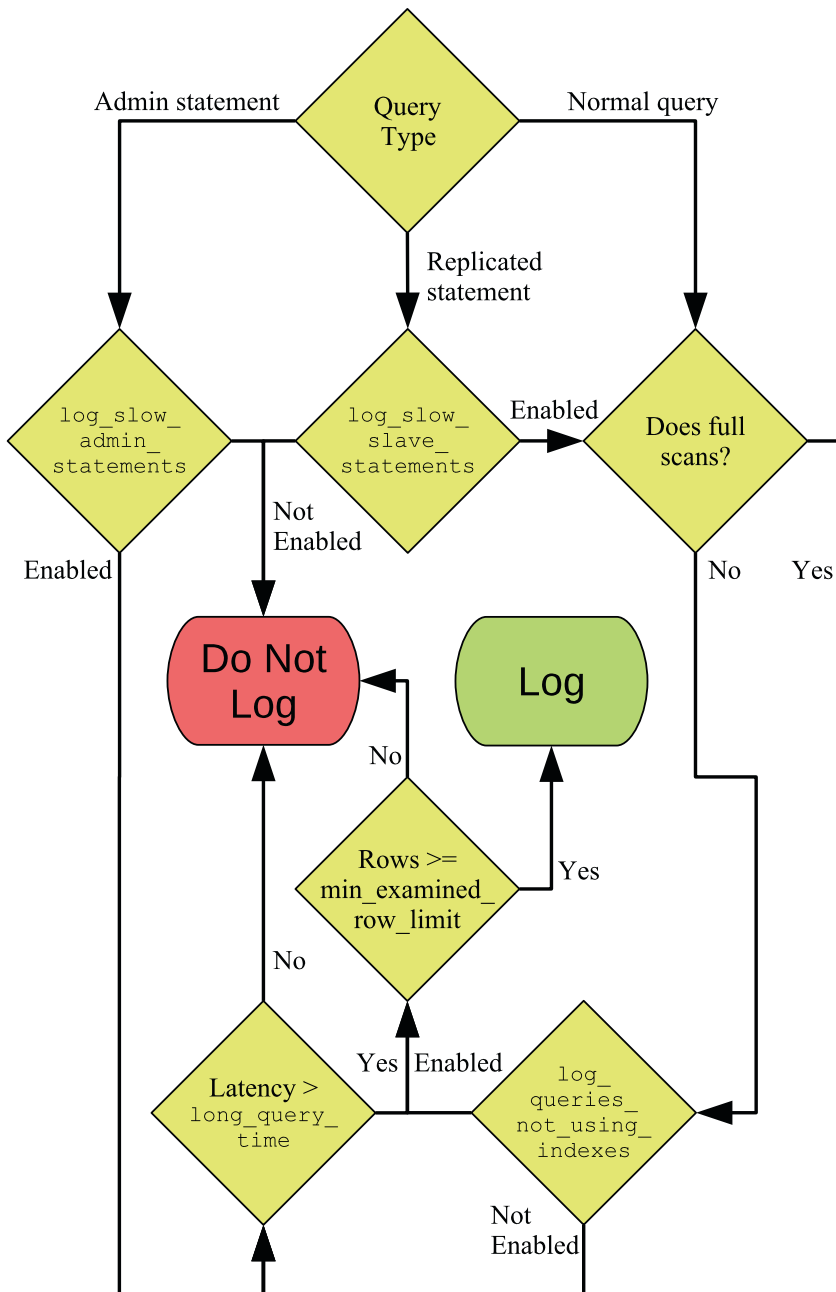 Admin statement
Query
Type
Normal query
Replicated
statement
log_slow_
admin_
statements
log_slow_
slave_
statements
Enabled
Does full
scans?
Not
Enabled
Enabled
No
Yes
Do Not
Log
Log
No
Rows >=
min_examined_
row_limit
Yes
No
Yes
Enabled
Latency >
long_query_
time
log_
queries_
not_using_
indexes
Not
Enabled